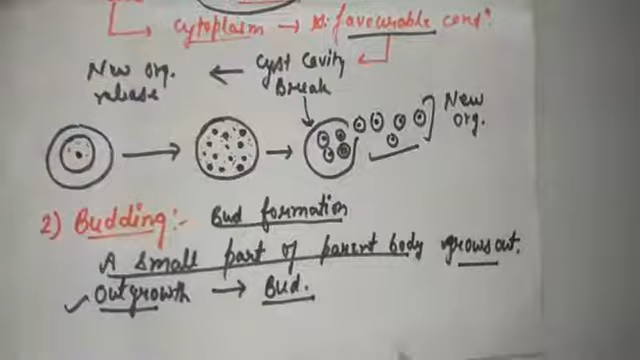 cytoplasm → favourable condⁿ
New org. release ← Cyst Cavity Break
New org.
2) Budding:- Bud formation
A small part of parent body grows out.
✓ Outgrowth → Bud.